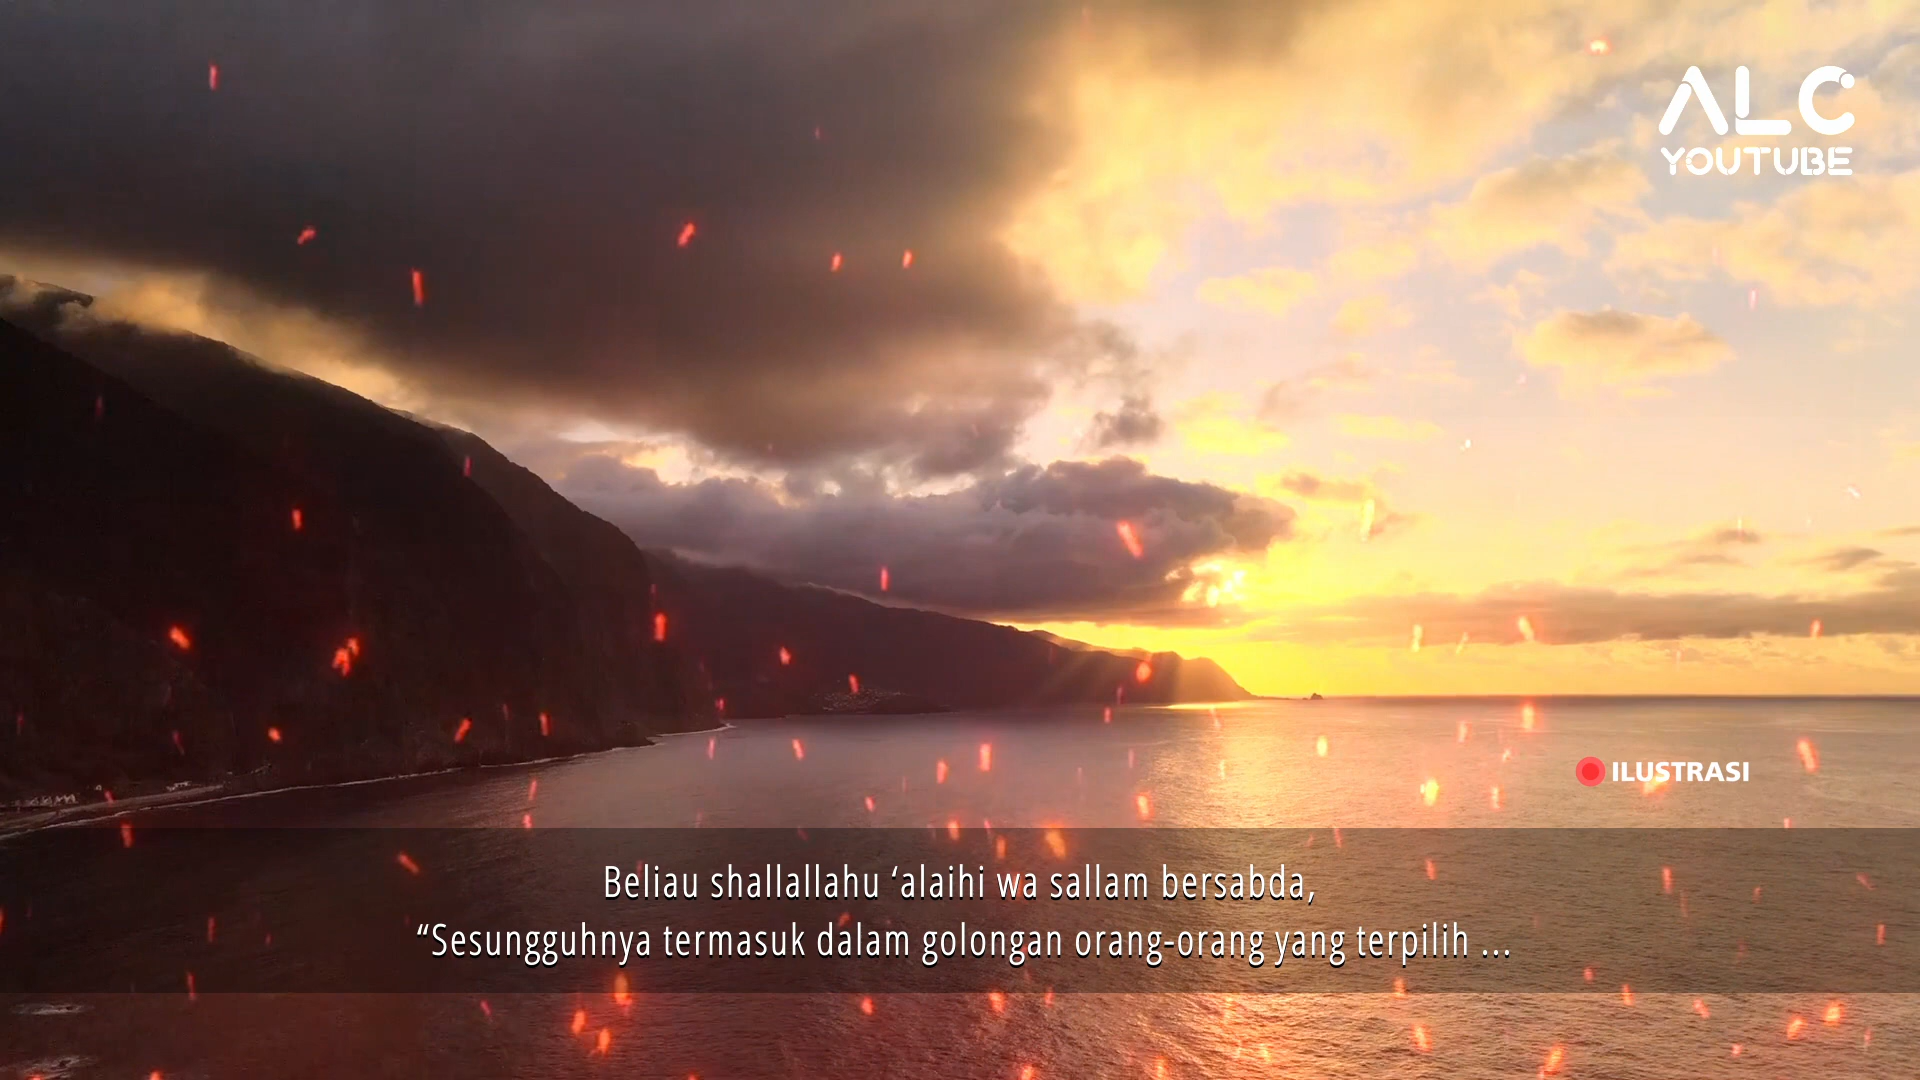 ALC
YOUTUBE
ILUSTRASI
Beliau shallallahu ‘alaihi wa sallam bersabda,
“Sesungguhnya termasuk dalam golongan orang-orang yang terpilih ...